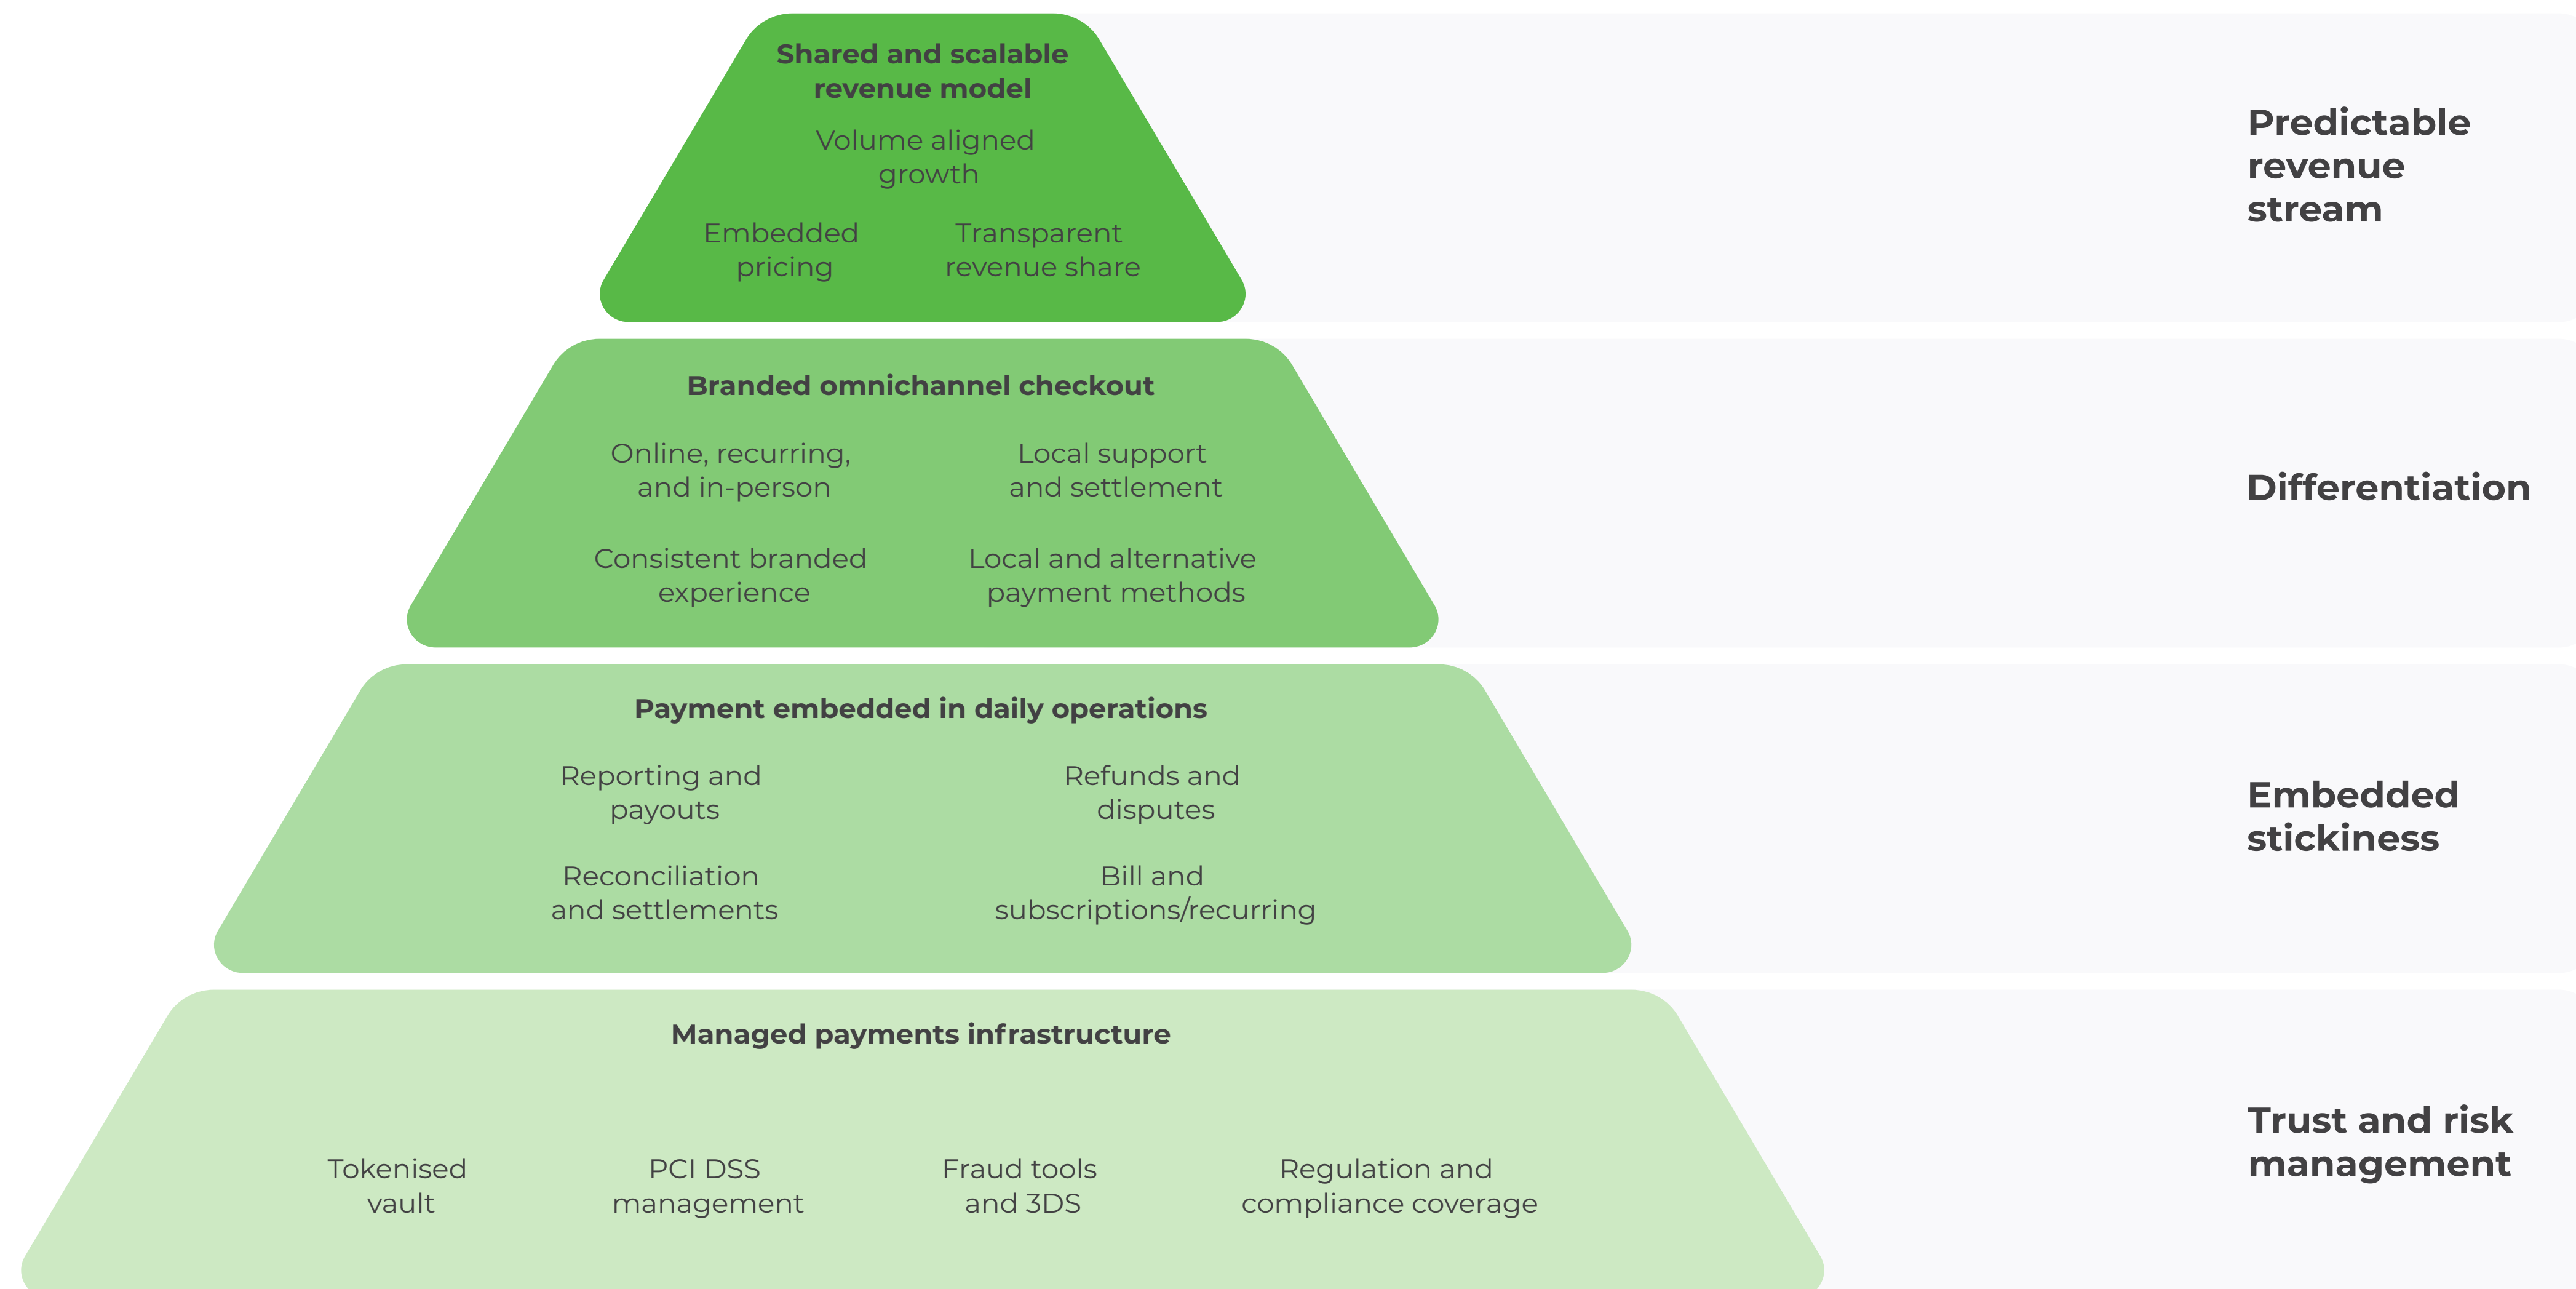 Shared and scalable
revenue model
Volume aligned
growth
Embedded
pricing
Transparent
revenue share
Predictable
revenue
stream
Branded omnichannel checkout
Online, recurring,
and in-person
Local support
and settlement
Consistent branded
experience
Local and alternative
payment methods
Differentiation
Payment embedded in daily operations
Reporting and
payouts
Refunds and
disputes
Reconciliation
and settlements
Bill and
subscriptions/recurring
Embedded
stickiness
Managed payments infrastructure
Tokenised
vault
PCI DSS
management
Fraud tools
and 3DS
Regulation and
compliance coverage
Trust and risk
management